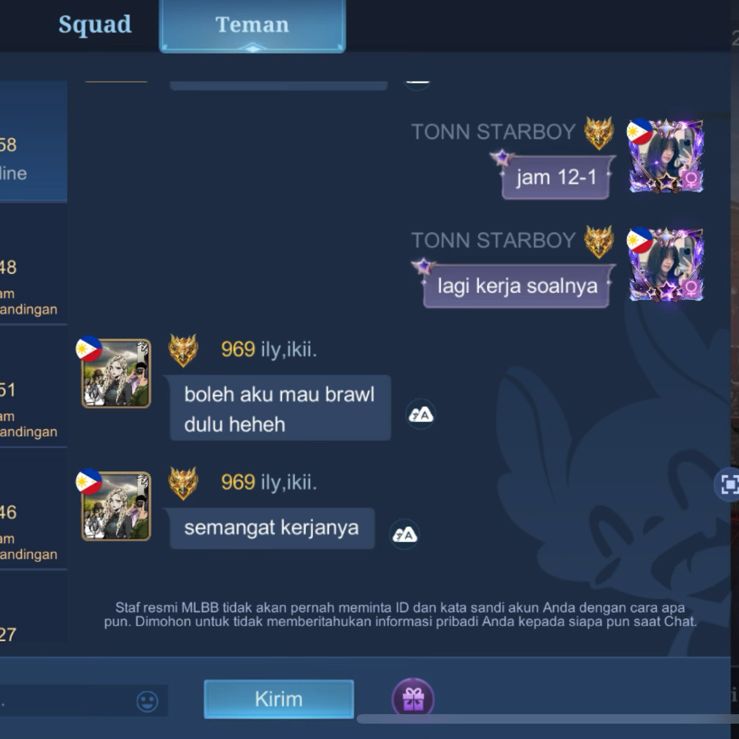 Squad
Teman
58
line
48
am
andingan
51
am
andingan
46
am
andingan
27
TONN STARBOY
jam 12-1
TONN STARBOY
lagi kerja soalnya
969 ily,ikii.
boleh aku mau brawl
dulu heheh
969 ily,ikii.
semangat kerjanya
Staf resmi MLBB tidak akan pernah meminta ID dan kata sandi akun Anda dengan cara apa
pun. Dimohon untuk tidak memberitahukan informasi pribadi Anda kepada siapa pun saat Chat.
Kirim